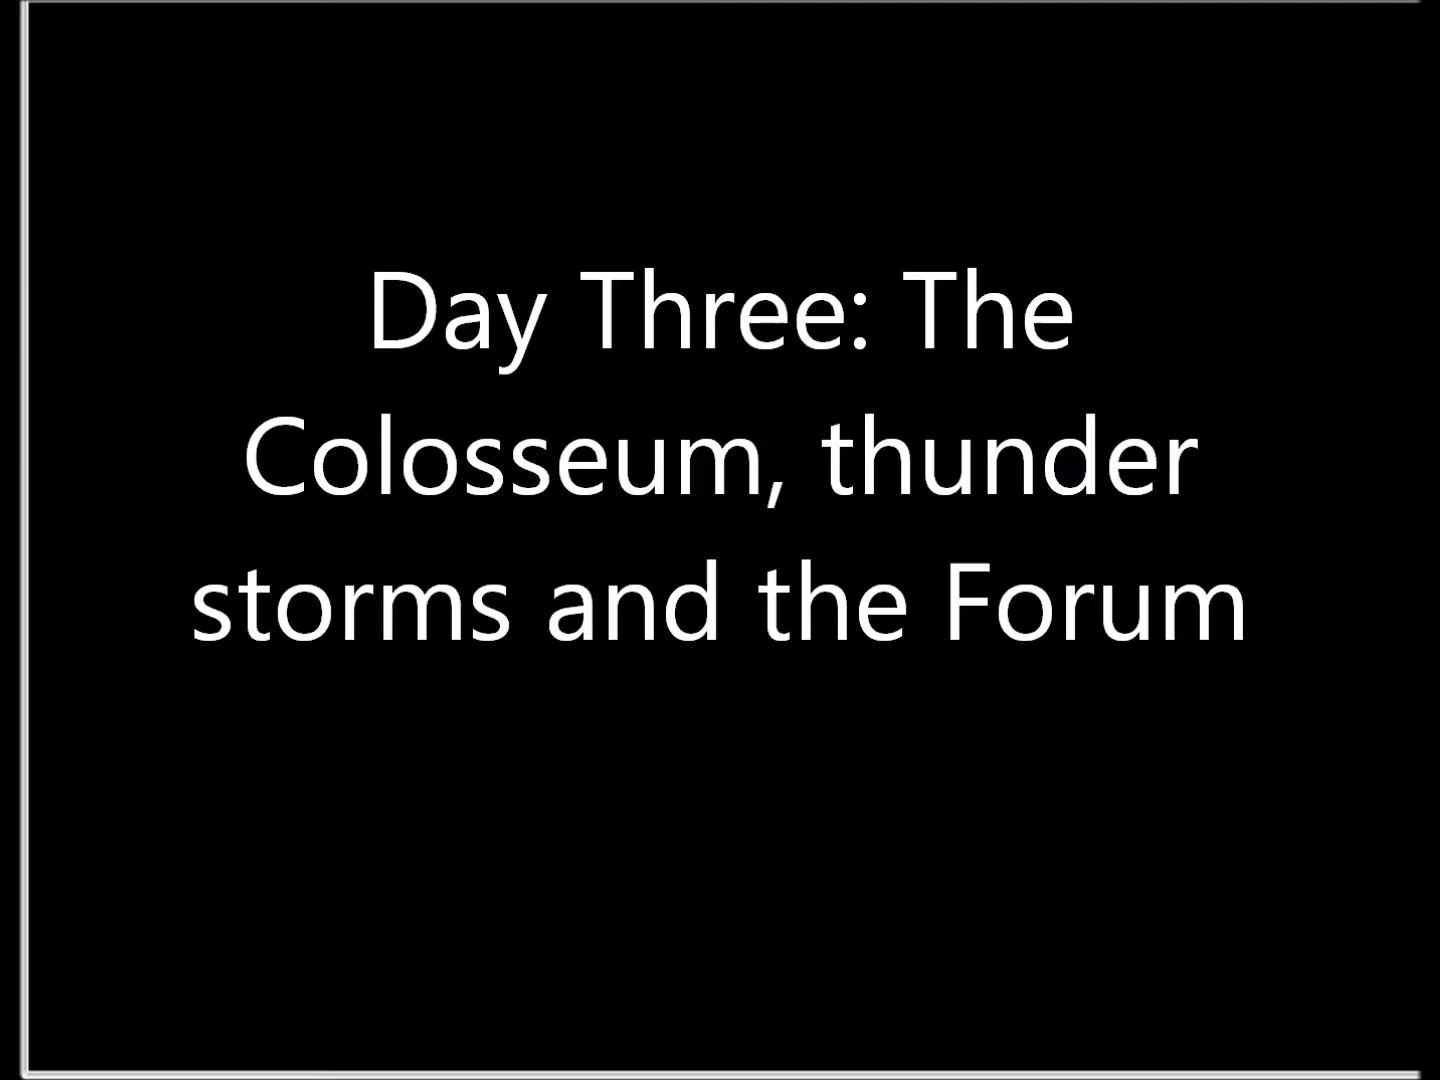 Day Three: The
Colosseum, thunder
storms and the Forum